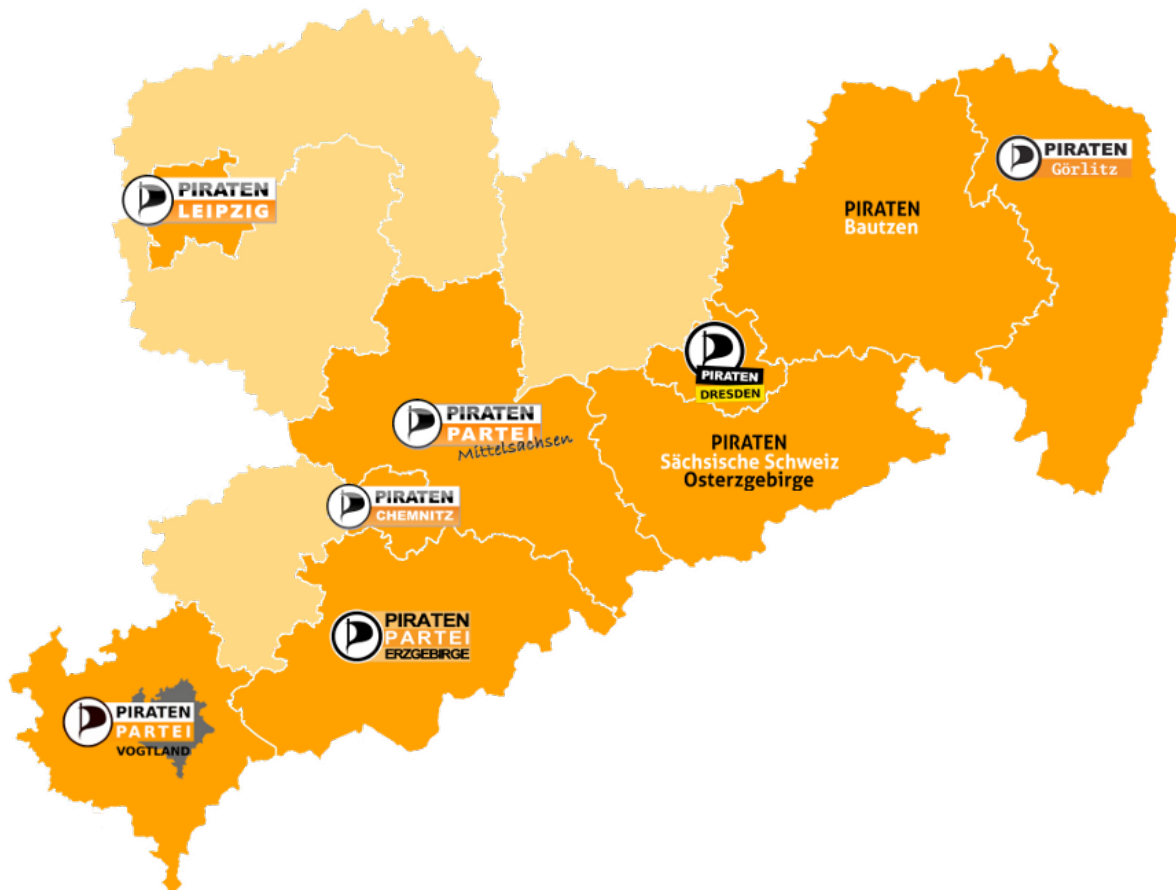 PIRATEN
Görlitz
PIRATEN
LEIPZIG
PIRATEN
Bautzen
PIRATEN
DRESDEN
PIRATEN
PARTEI
Mittelsachsen
PIRATEN
Sächsische Schweiz
Osterzgebirge
PIRATEN
CHEMNITZ
PIRATEN
PARTEI
ERZGEBIRGE
PIRATEN
PARTEI
VOGTLAND